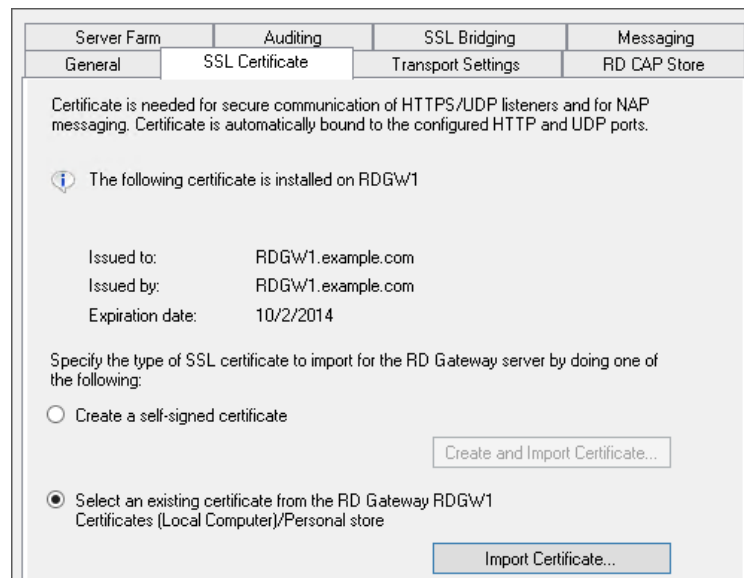 Server Farm Auditing SSL Bridging Messaging
General SSL Certificate Transport Settings RD CAP Store
Certificate is needed for secure communication of HTTPS/UDP listeners and for NAP
messaging. Certificate is automatically bound to the configured HTTP and UDP ports.
The following certificate is installed on RDGW1
Issued to: RDGW1.example.com
Issued by: RDGW1.example.com
Expiration date: 10/2/2014
Specify the type of SSL certificate to import for the RD Gateway server by doing one of
the following:
Create a self-signed certificate
Create and Import Certificate...
Select an existing certificate from the RD Gateway RDGW1
Certificates (Local Computer)/Personal store
Import Certificate...